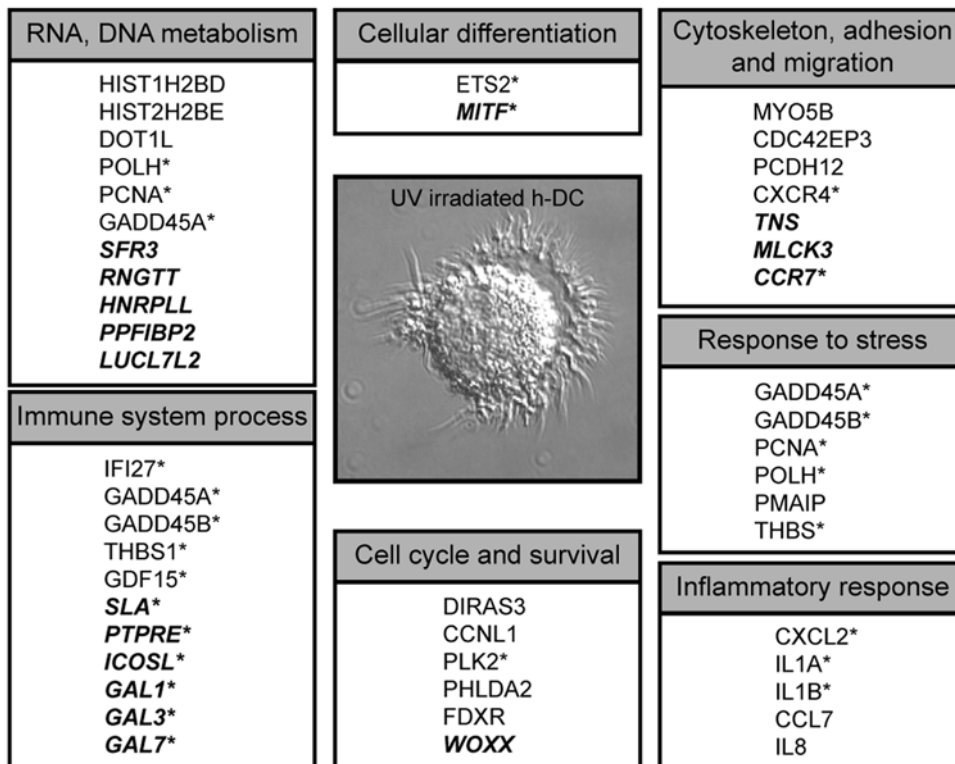 RNA, DNA metabolism
HIST1H2BD
HIST2H2BE
DOT1L
POLH*
PCNA*
GADD45A*
SFR3
RNGTT
HNRPLL
PPFIBP2
LUCL7L2
Immune system process
IFI27*
GADD45A*
GADD45B*
THBS1*
GDF15*
SLA*
PTPRE*
ICOSL*
GAL1*
GAL3*
GAL7*
Cellular differentiation
ETS2*
MITF*
UV irradiated h-DC
Cell cycle and survival
DIRAS3
CCNL1
PLK2*
PHLDA2
FDXR
WOXX
Cytoskeleton, adhesion
and migration
MYO5B
CDC42EP3
PCDH12
CXCR4*
TNS
MLCK3
CCR7*
Response to stress
GADD45A*
GADD45B*
PCNA*
POLH*
PMAIP
THBS*
Inflammatory response
CXCL2*
IL1A*
IL1B*
CCL7
IL8